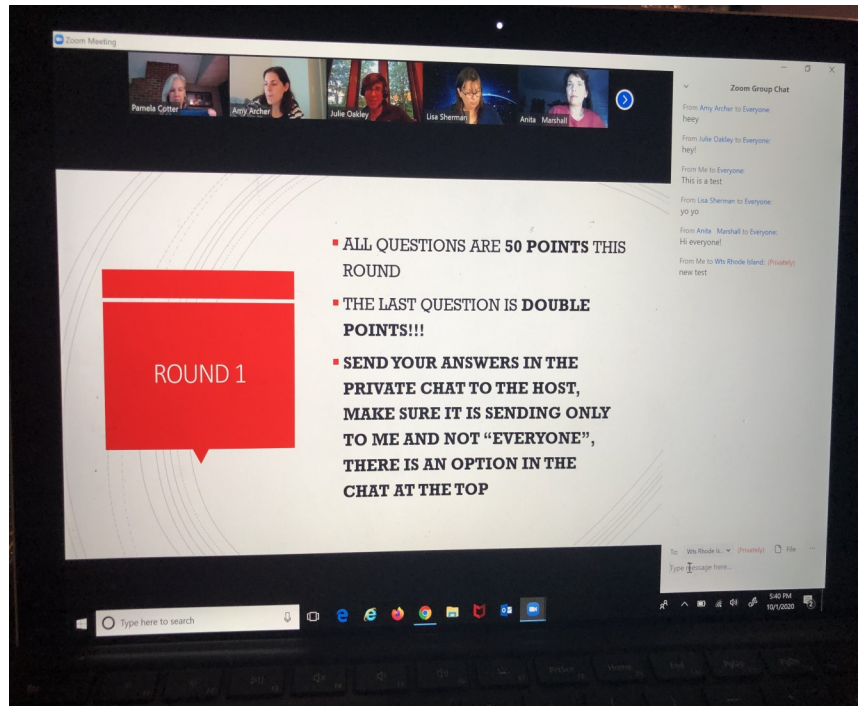 Zoom Meeting
Pamela Cotter
Amy Archer
Julie Oakley
Lisa Sherman
Anita Marshall
Zoom Group Chat
From Amy Archer to Everyone:
heey
From Julie Oakley to Everyone:
hey!
From Me to Everyone:
This is a test
From Lisa Sherman to Everyone:
yo yo
From Anita Marshall to Everyone:
Hi everyone!
From Me to Whi Rhode Island: (Privately)
new test
ROUND 1
ALL QUESTIONS ARE 50 POINTS THIS
ROUND
THE LAST QUESTION IS DOUBLE
POINTS!!!
SEND YOUR ANSWERS IN THE
PRIVATE CHAT TO THE HOST,
MAKE SURE IT IS SENDING ONLY
TO ME AND NOT “EVERYONE”,
THERE IS AN OPTION IN THE
CHAT AT THE TOP
To: Whi Rhode Is... (Privately) File ...
Type message here...
Type here to search
5:40 PM
10/1/2020
2